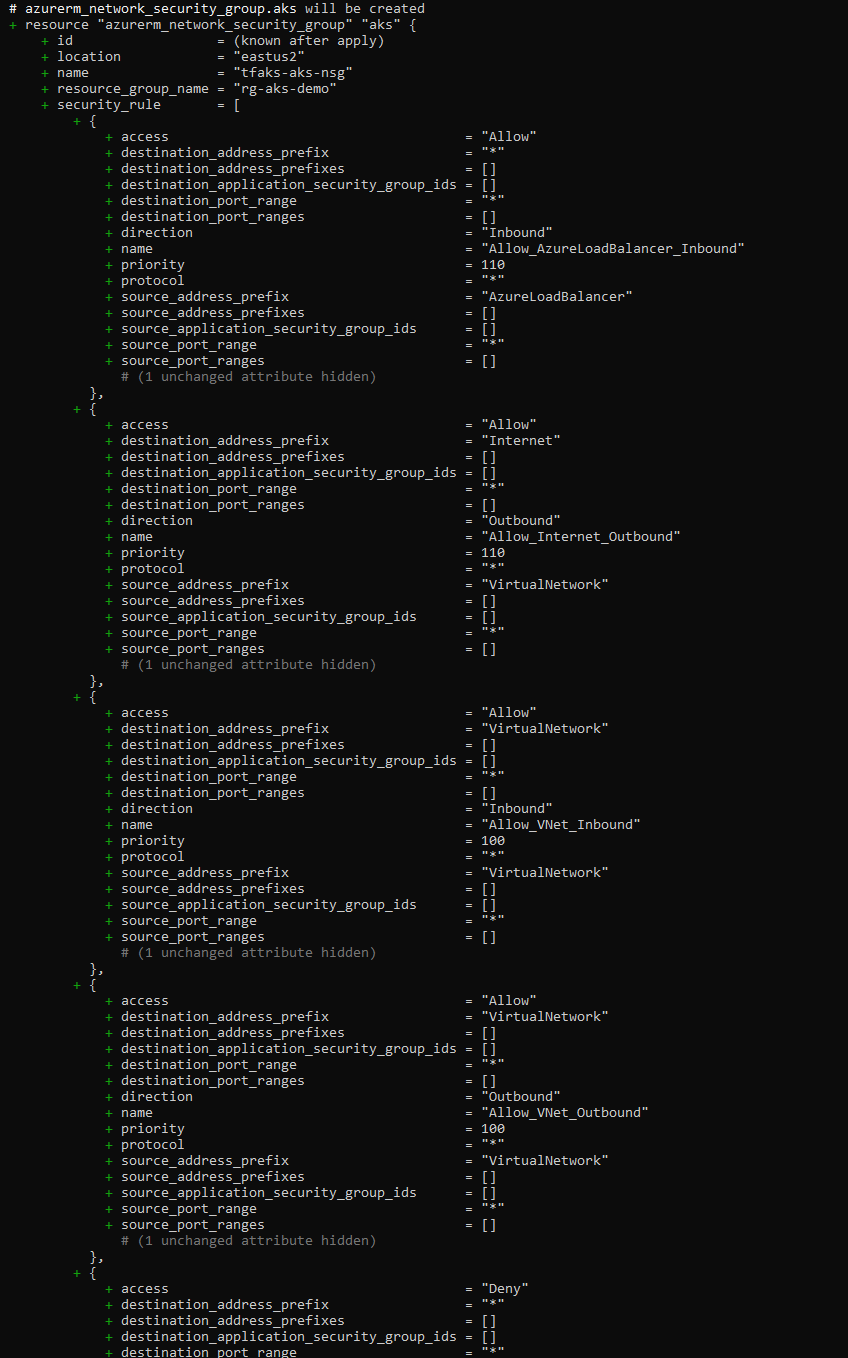 # azurerm_network_security_group.aks will be created
+ resource "azurerm_network_security_group" "aks" {
    + id                  = (known after apply)
    + location            = "eastus2"
    + name                = "tfaks-aks-nsg"
    + resource_group_name = "rg-aks-demo"
    + security_rule       = [
        + {
            + access                                     = "Allow"
            + destination_address_prefix                 = "*"
            + destination_address_prefixes               = []
            + destination_application_security_group_ids = []
            + destination_port_range                     = "*"
            + destination_port_ranges                    = []
            + direction                                  = "Inbound"
            + name                                       = "Allow_AzureLoadBalancer_Inbound"
            + priority                                   = 110
            + protocol                                   = "*"
            + source_address_prefix                      = "AzureLoadBalancer"
            + source_address_prefixes                    = []
            + source_application_security_group_ids      = []
            + source_port_range                          = "*"
            + source_port_ranges                         = []
              # (1 unchanged attribute hidden)
          },
        + {
            + access                                     = "Allow"
            + destination_address_prefix                 = "Internet"
            + destination_address_prefixes               = []
            + destination_application_security_group_ids = []
            + destination_port_range                     = "*"
            + destination_port_ranges                    = []
            + direction                                  = "Outbound"
            + name                                       = "Allow_Internet_Outbound"
            + priority                                   = 110
            + protocol                                   = "*"
            + source_address_prefix                      = "VirtualNetwork"
            + source_address_prefixes                    = []
            + source_application_security_group_ids      = []
            + source_port_range                          = "*"
            + source_port_ranges                         = []
              # (1 unchanged attribute hidden)
          },
        + {
            + access                                     = "Allow"
            + destination_address_prefix                 = "VirtualNetwork"
            + destination_address_prefixes               = []
            + destination_application_security_group_ids = []
            + destination_port_range                     = "*"
            + destination_port_ranges                    = []
            + direction                                  = "Inbound"
            + name                                       = "Allow_VNet_Inbound"
            + priority                                   = 100
            + protocol                                   = "*"
            + source_address_prefix                      = "VirtualNetwork"
            + source_address_prefixes                    = []
            + source_application_security_group_ids      = []
            + source_port_range                          = "*"
            + source_port_ranges                         = []
              # (1 unchanged attribute hidden)
          },
        + {
            + access                                     = "Allow"
            + destination_address_prefix                 = "VirtualNetwork"
            + destination_address_prefixes               = []
            + destination_application_security_group_ids = []
            + destination_port_range                     = "*"
            + destination_port_ranges                    = []
            + direction                                  = "Outbound"
            + name                                       = "Allow_VNet_Outbound"
            + priority                                   = 100
            + protocol                                   = "*"
            + source_address_prefix                      = "VirtualNetwork"
            + source_address_prefixes                    = []
            + source_application_security_group_ids      = []
            + source_port_range                          = "*"
            + source_port_ranges                         = []
              # (1 unchanged attribute hidden)
          },
        + {
            + access                                     = "Deny"
            + destination_address_prefix                 = "*"
            + destination_address_prefixes               = []
            + destination_application_security_group_ids = []
            + destination_port_range                     = "*"